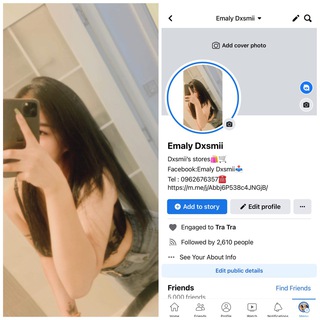 Emaly Dxsmii
Add cover photo
Emaly Dxsmii
Dxsmii's stores🛍️🛒
Facebook:Emaly Dxsmii
Tel : 0962676357☎️
https://m.me/j/Abbj6P538c4JNGjB/
Add to story
Edit profile
Engaged to Tra Tra
Followed by 2,610 people
See Your About Info
Edit public details
Friends
Find Friends
5,000 friends
Home
Friends
Profile
Watch
Notifications
Menu